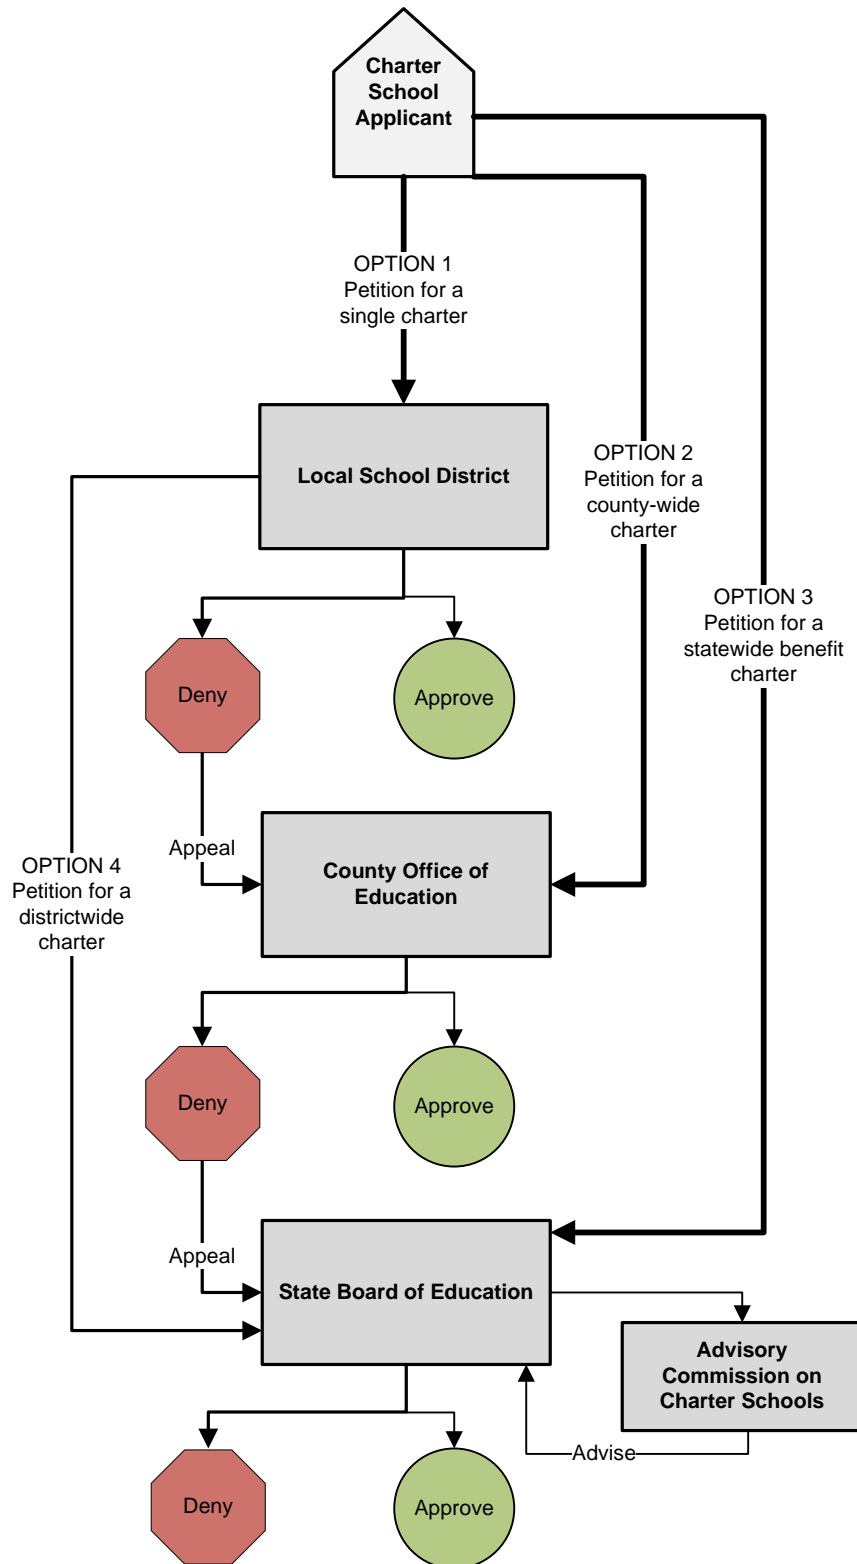 Charter
School
Applicant
OPTION 1
Petition for a
single charter
Local School District
OPTION 2
Petition for a
county-wide
charter
OPTION 3
Petition for a
statewide benefit
charter
Deny
Approve
Appeal
OPTION 4
Petition for a
districtwide
charter
County Office of
Education
Deny
Approve
Appeal
State Board of Education
Advisory
Commission on
Charter Schools
Advise
Deny
Approve